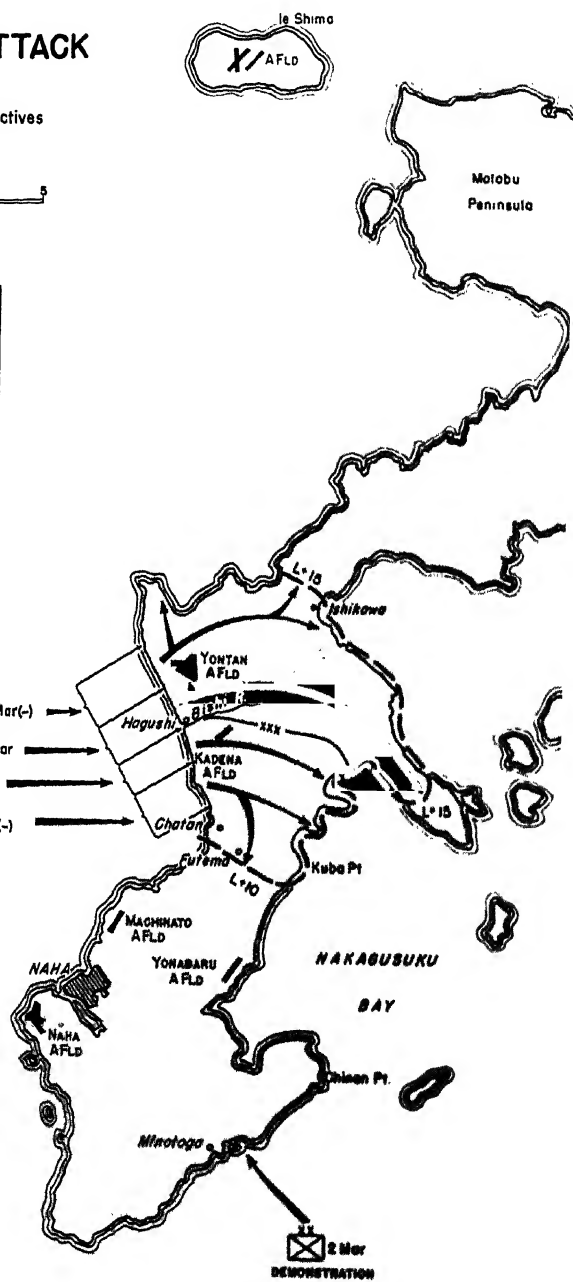 TTACK
Ie Shima
AFLD
ctives
5
Motobu
Peninsula
L+15
Ishikawa
YONTAN
AFLD
Mar(-)
Hagushi
xxx
ar
KADENA
AFLD
L+15
(-)
Chatan
Futema
L+10
Kuba Pt
MACHINATO
AFLD
NAHA
YONABARU
AFLD
NAKAGUSUKU
BAY
NAHA
AFLD
Chinen Pt.
Minatoga
xx
2 Mar
DEMONSTRATION